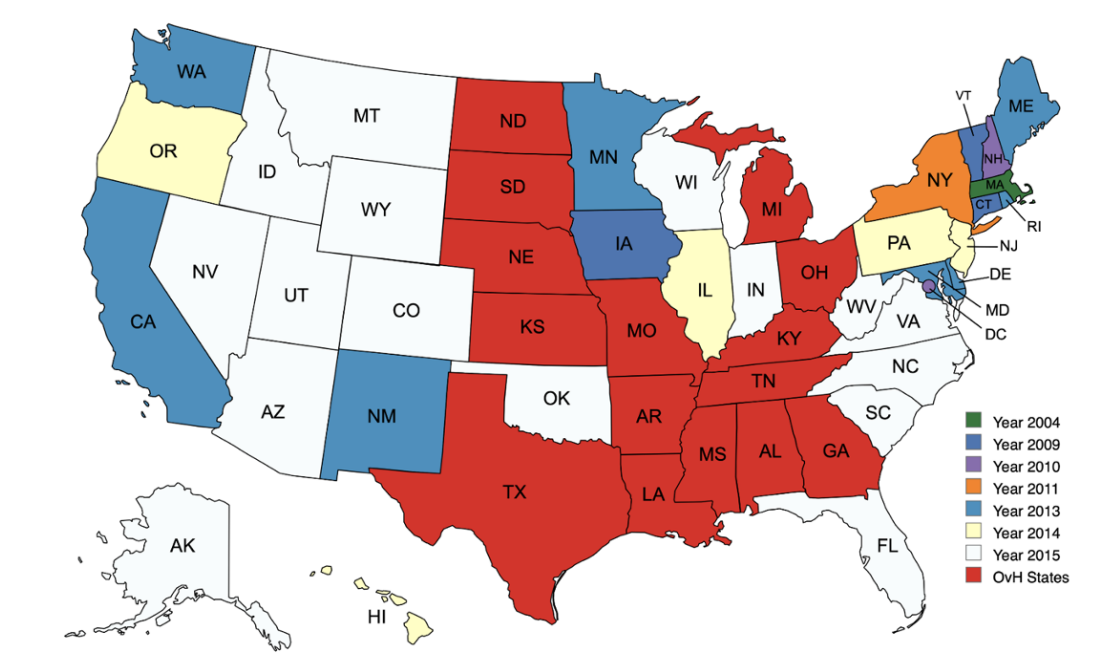 WA
MT
ND
OR
ID
WY
SD
MN
WI
MI
VT
ME
NH
NY
MA
CT
RI
NV
UT
CO
NE
IA
IL
IN
OH
PA
NJ
DE
MD
DC
CA
AZ
NM
KS
OK
TX
MO
AR
LA
KY
WV
VA
TN
NC
SC
MS
AL
GA
FL
AK
HI
Year 2004
Year 2009
Year 2010
Year 2011
Year 2013
Year 2014
Year 2015
OvH States